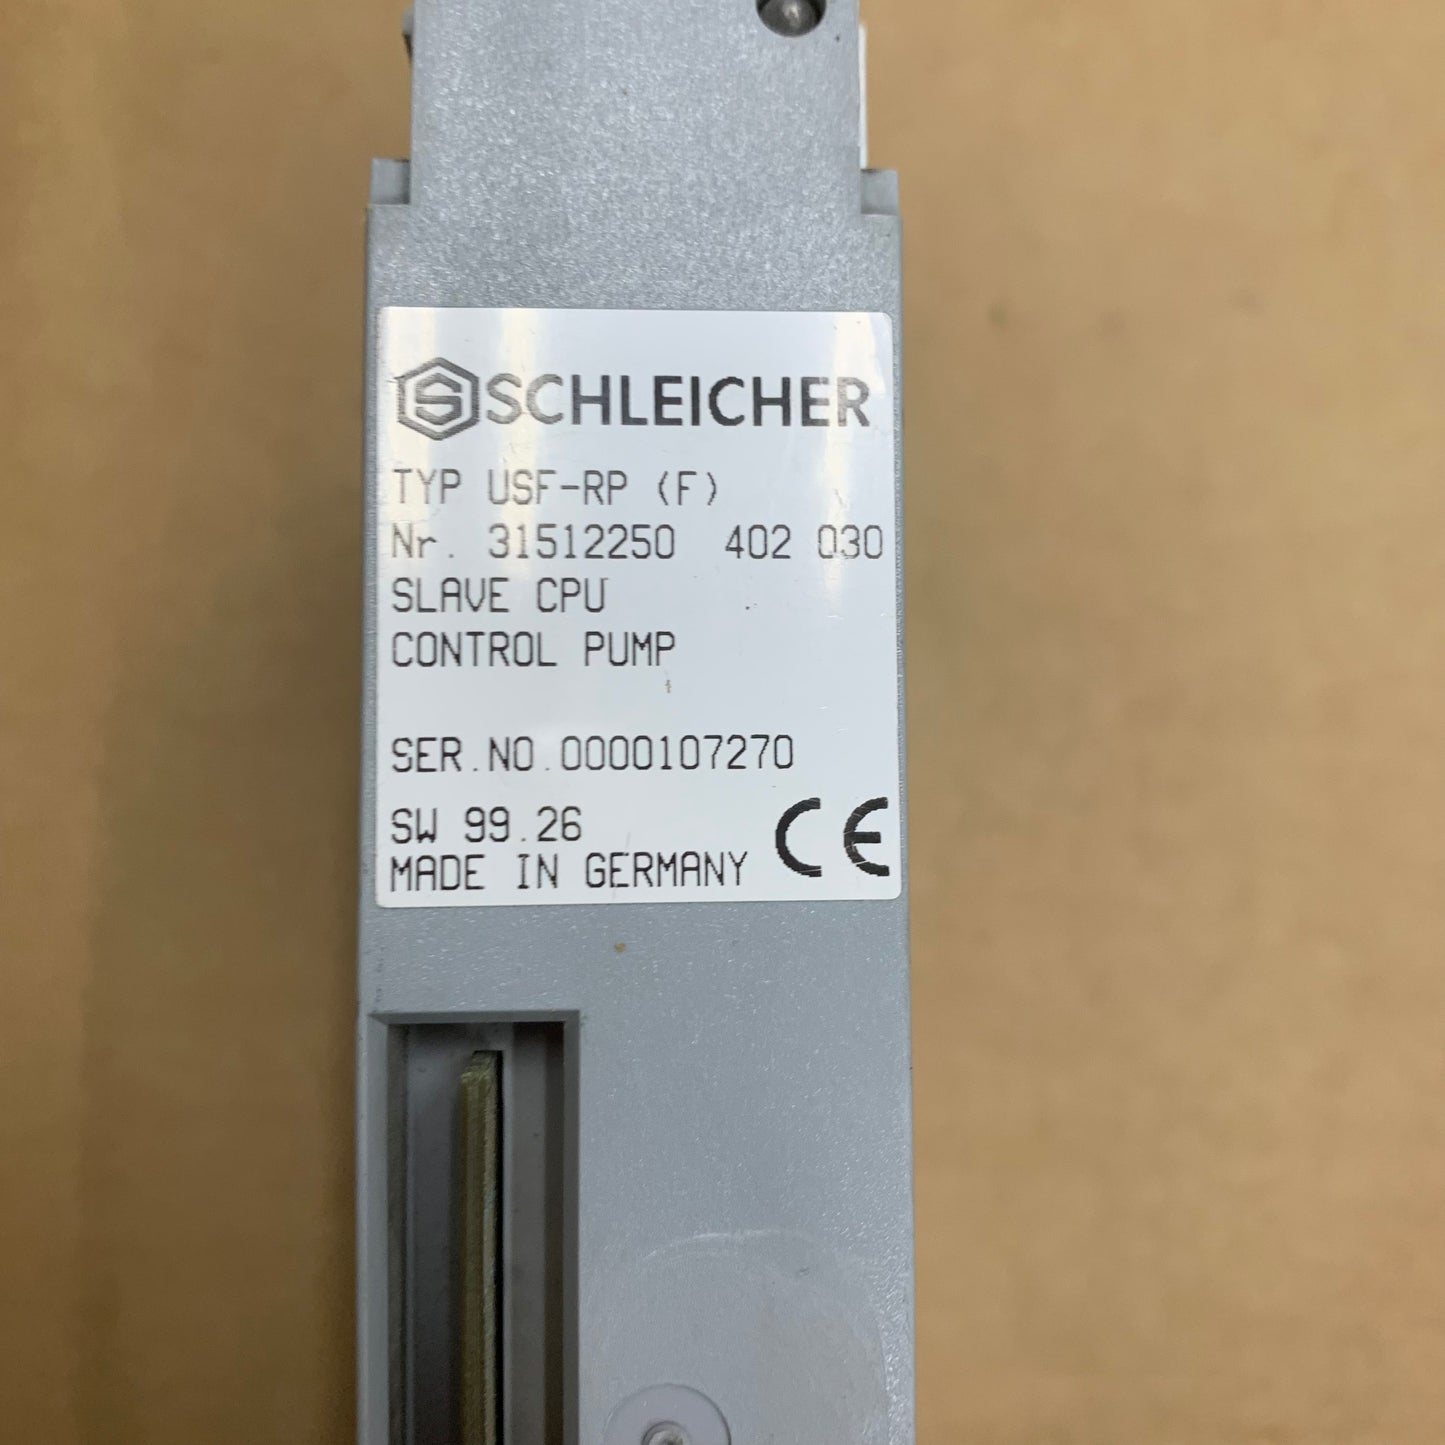 S SCHLEICHER
TYP USF-RP (F)
Nr. 31512250 402 030
SLAVE CPU
CONTROL PUMP
SER.NO.0000107270
SW 99.26
MADE IN GERMANY CE